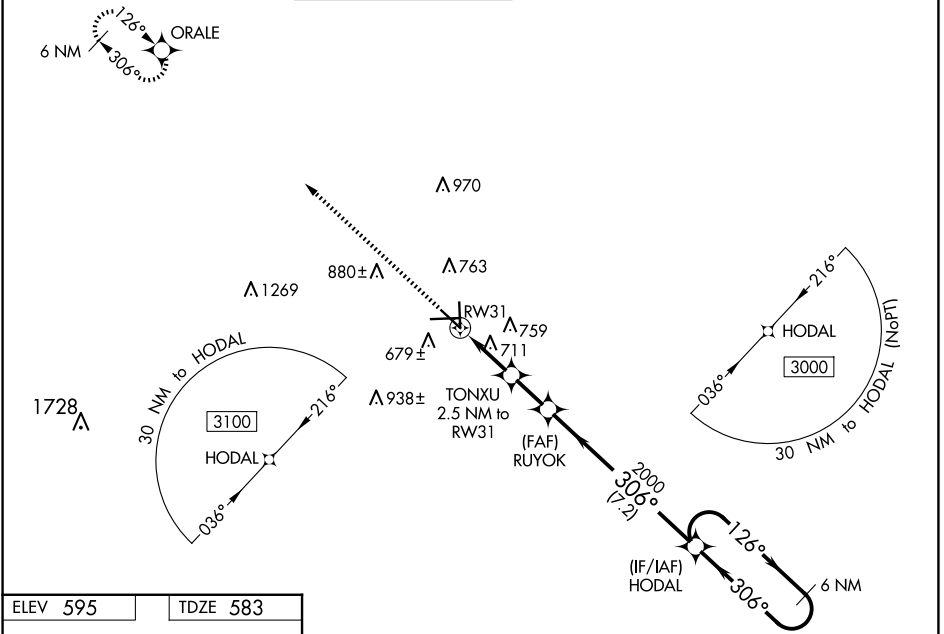 126°
ORALE
6 NM
306°
970
880±
763
1269
RW31
759
679±
711
30 NM to HODAL
216°
3100
HODAL
036°
1728
938±
TONXU
2.5 NM to
RW31
(FAF)
RUYOK
216°
HODAL
3000
036°
30 NM to HODAL (NoPT)
2000
306°
(7.2)
(IF/IAF)
HODAL
126°
306°
6 NM
ELEV 595
TDZE 583